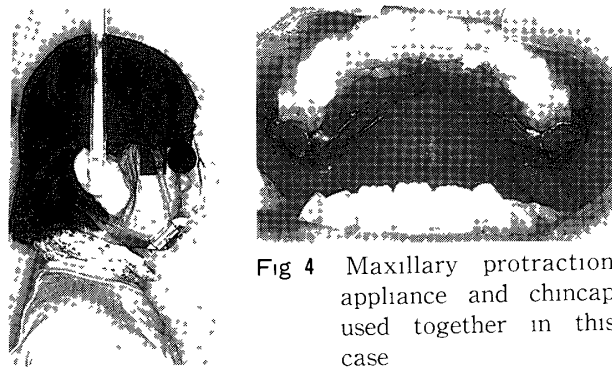 Fig 4 Maxillary protraction
appliance and chincap
used together in this
case